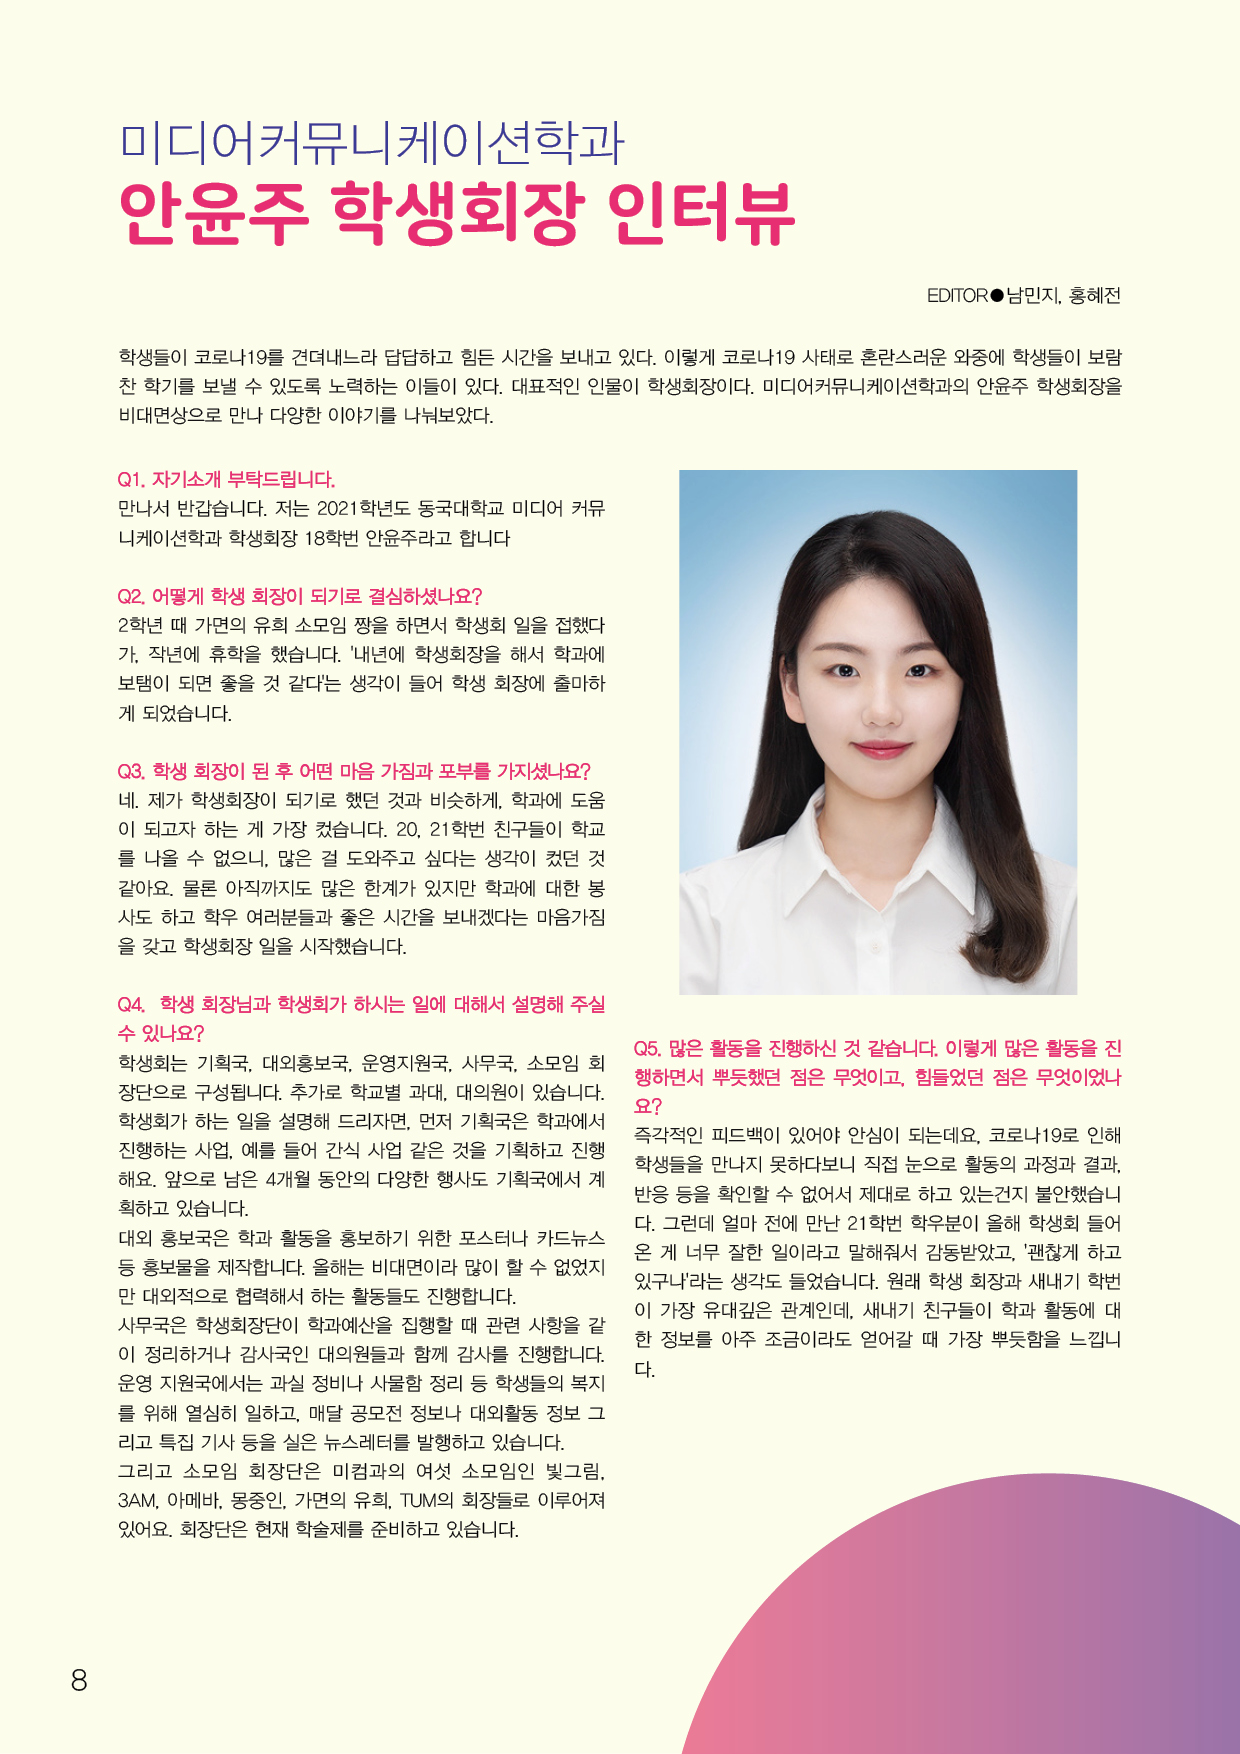 미디어커뮤니케이션학과
안윤주 학생회장 인터뷰
EDITOR●남민지, 홍혜전
학생들이 코로나19를 견뎌내느라 답답하고 힘든 시간을 보내고 있다. 이렇게 코로나19 사태로 혼란스러운 와중에 학생들이 보람
찬 학기를 보낼 수 있도록 노력하는 이들이 있다. 대표적인 인물이 학생회장이다. 미디어커뮤니케이션학과의 안윤주 학생회장을
비대면상으로 만나 다양한 이야기를 나눠보았다.
Q1. 자기소개 부탁드립니다.
만나서 반갑습니다. 저는 2021학년도 동국대학교 미디어 커뮤
니케이션학과 학생회장 18학번 안윤주라고 합니다
Q2. 어떻게 학생 회장이 되기로 결심하셨나요?
2학년 때 가면의 유희 소모임 짱을 하면서 학생회 일을 접했다
가, 작년에 휴학을 했습니다. '내년에 학생회장을 해서 학과에
보탬이 되면 좋을 것 같다'는 생각이 들어 학생 회장에 출마하
게 되었습니다.
Q3. 학생 회장이 된 후 어떤 마음 가짐과 포부를 가지셨나요?
네. 제가 학생회장이 되기로 했던 것과 비슷하게, 학과에 도움
이 되고자 하는 게 가장 컸습니다. 20, 21학번 친구들이 학교
를 나올 수 없으니, 많은 걸 도와주고 싶다는 생각이 컸던 것
같아요. 물론 아직까지도 많은 한계가 있지만 학과에 대한 봉
사도 하고 학우 여러분들과 좋은 시간을 보내겠다는 마음가짐
을 갖고 학생회장 일을 시작했습니다.
Q4. 학생 회장님과 학생회가 하시는 일에 대해서 설명해 주실
수 있나요?
학생회는 기획국, 대외홍보국, 운영지원국, 사무국, 소모임 회
장단으로 구성됩니다. 추가로 학교별 과대, 대의원이 있습니다.
학생회가 하는 일을 설명해 드리자면, 먼저 기획국은 학과에서
진행하는 사업, 예를 들어 간식 사업 같은 것을 기획하고 진행
해요. 앞으로 남은 4개월 동안의 다양한 행사도 기획국에서 계
획하고 있습니다.
대외 홍보국은 학과 활동을 홍보하기 위한 포스터나 카드뉴스
등 홍보물을 제작합니다. 올해는 비대면이라 많이 할 수 없었지
만 대외적으로 협력해서 하는 활동들도 진행합니다.
사무국은 학생회장단이 학과예산을 집행할 때 관련 사항을 같
이 정리하거나 감사국인 대의원들과 함께 감사를 진행합니다.
운영 지원국에서는 과실 정비나 사물함 정리 등 학생들의 복지
를 위해 열심히 일하고, 매달 공모전 정보나 대외활동 정보 그
리고 특집 기사 등을 실은 뉴스레터를 발행하고 있습니다.
그리고 소모임 회장단은 미컴과의 여섯 소모임인 빛그림,
3AM, 아메바, 몽중인, 가면의 유희, TUM의 회장들로 이루어져
있어요. 회장단은 현재 학술제를 준비하고 있습니다.
Q5. 많은 활동을 진행하신 것 같습니다. 이렇게 많은 활동을 진
행하면서 뿌듯했던 점은 무엇이고, 힘들었던 점은 무엇이었나
요?
즉각적인 피드백이 있어야 안심이 되는데요, 코로나19로 인해
학생들을 만나지 못하다보니 직접 눈으로 활동의 과정과 결과,
반응 등을 확인할 수 없어서 제대로 하고 있는건지 불안했습니
다. 그런데 얼마 전에 만난 21학번 학우분이 올해 학생회 들어
온 게 너무 잘한 일이라고 말해줘서 감동받았고, '괜찮게 하고
있구나'라는 생각도 들었습니다. 원래 학생 회장과 새내기 학번
이 가장 유대깊은 관계인데, 새내기 친구들이 학과 활동에 대
한 정보를 아주 조금이라도 얻어갈 때 가장 뿌듯함을 느낍니
다.
8